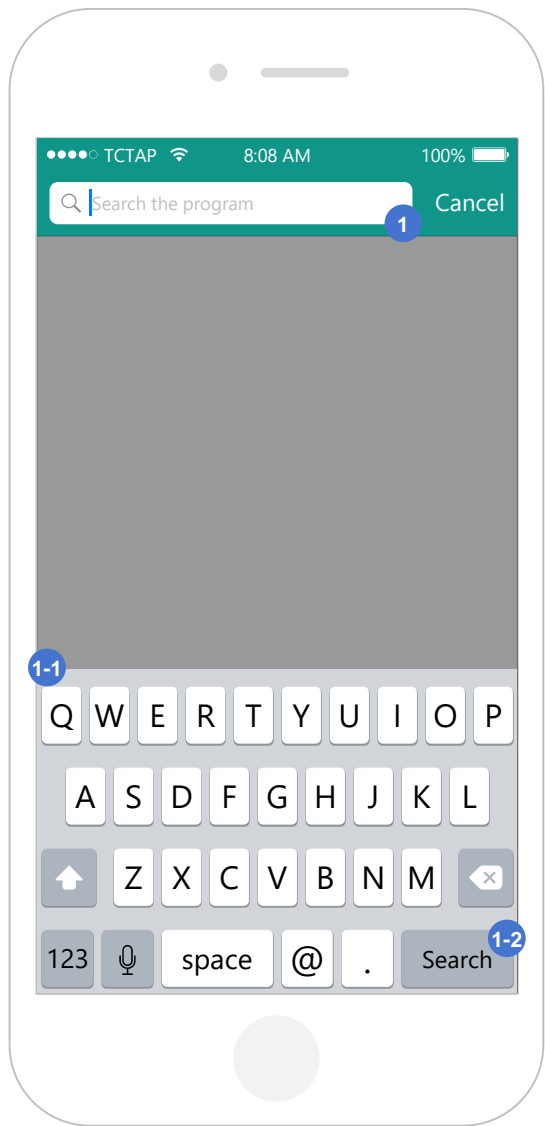 TCTAP 8:08 AM 100%
Search the program Cancel
1
1-1
Q W E R T Y U I O P
A S D F G H J K L
Z X C V B N M
1-2
123 space @ . Search